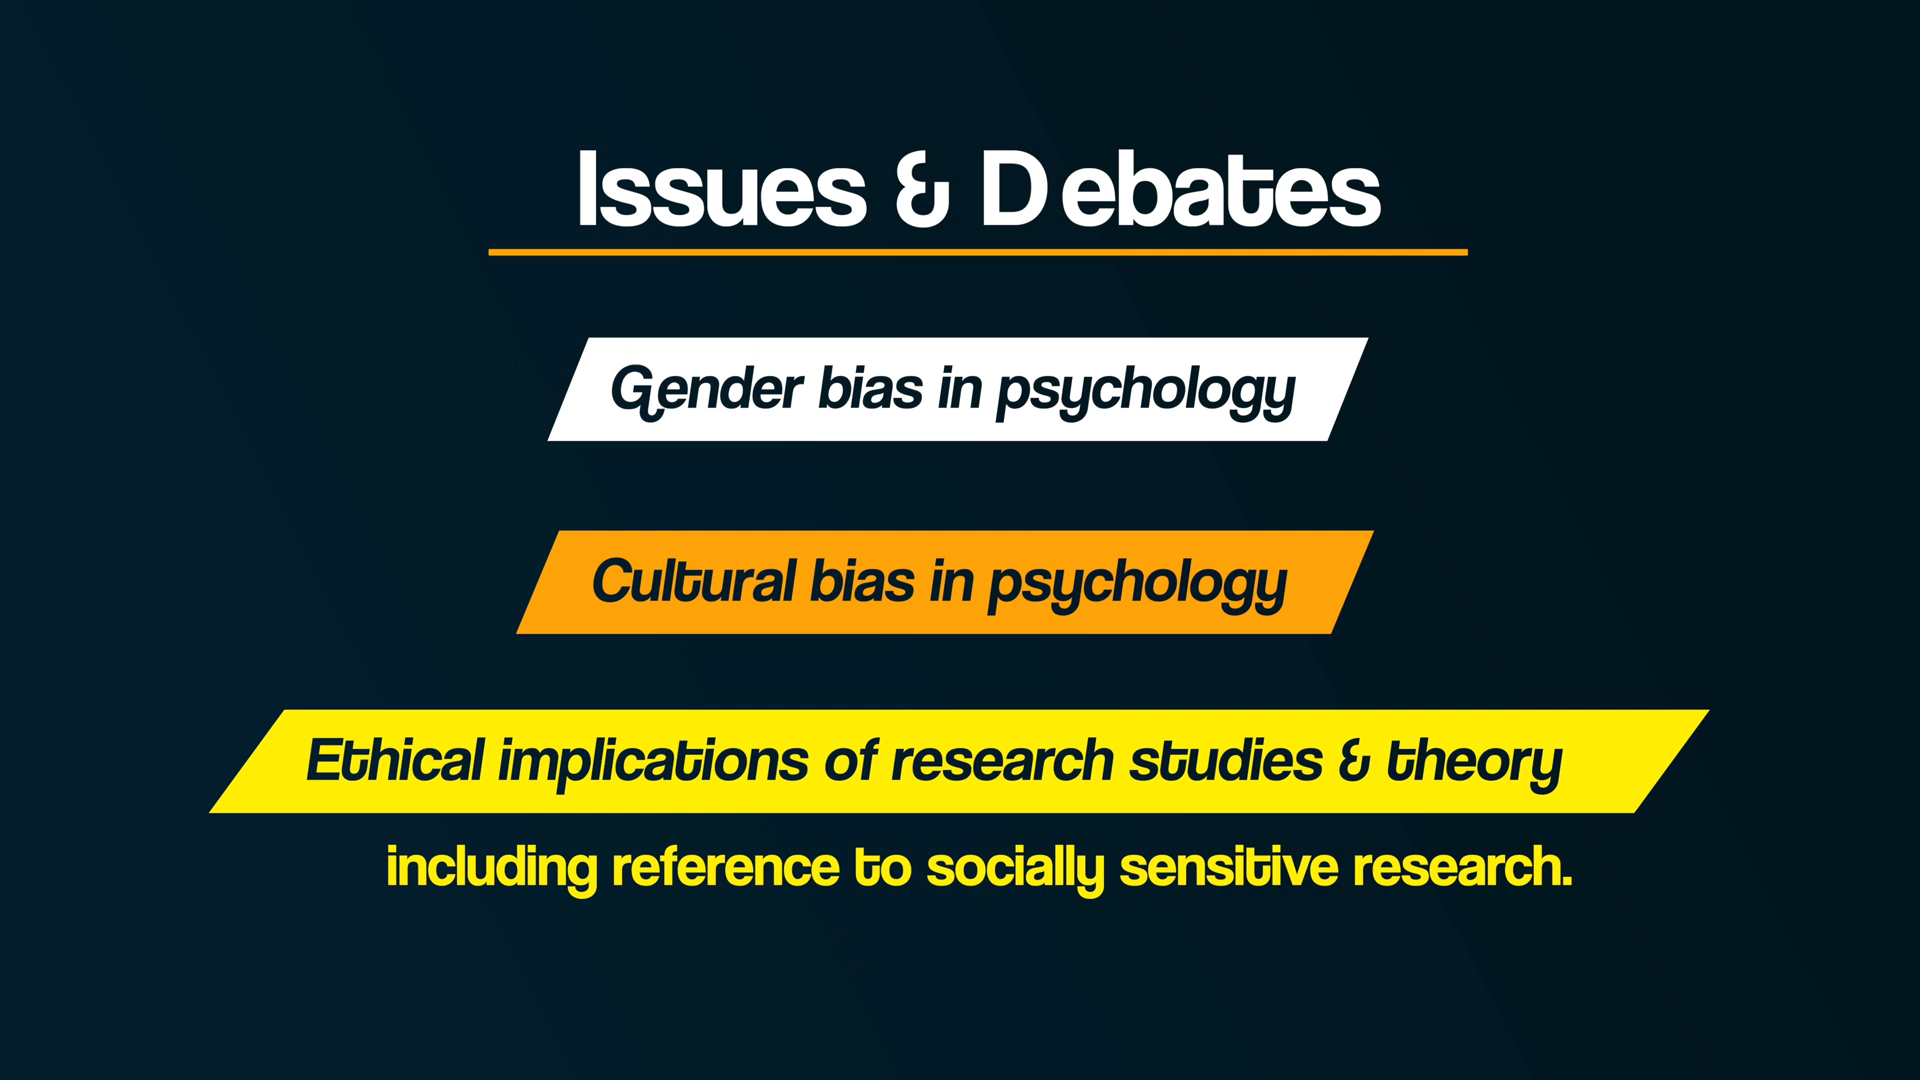 Issues & Debates
Gender bias in psychology
Cultural bias in psychology
Ethical implications of research studies & theory
including reference to socially sensitive research.